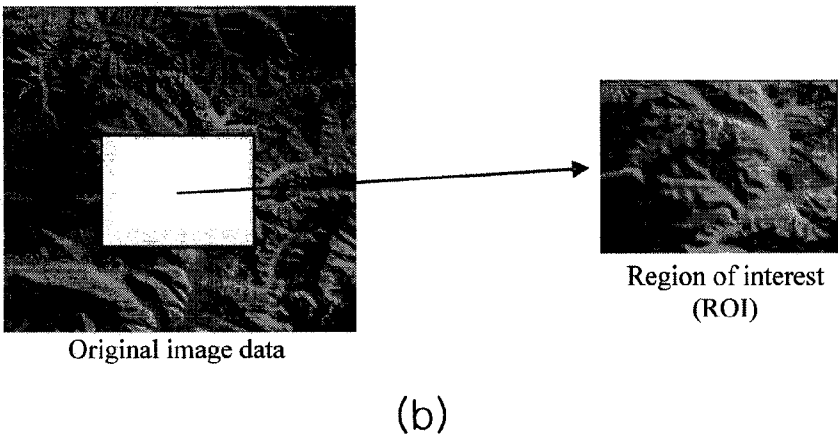 Original image data
Region of interest
(ROI)
(b)